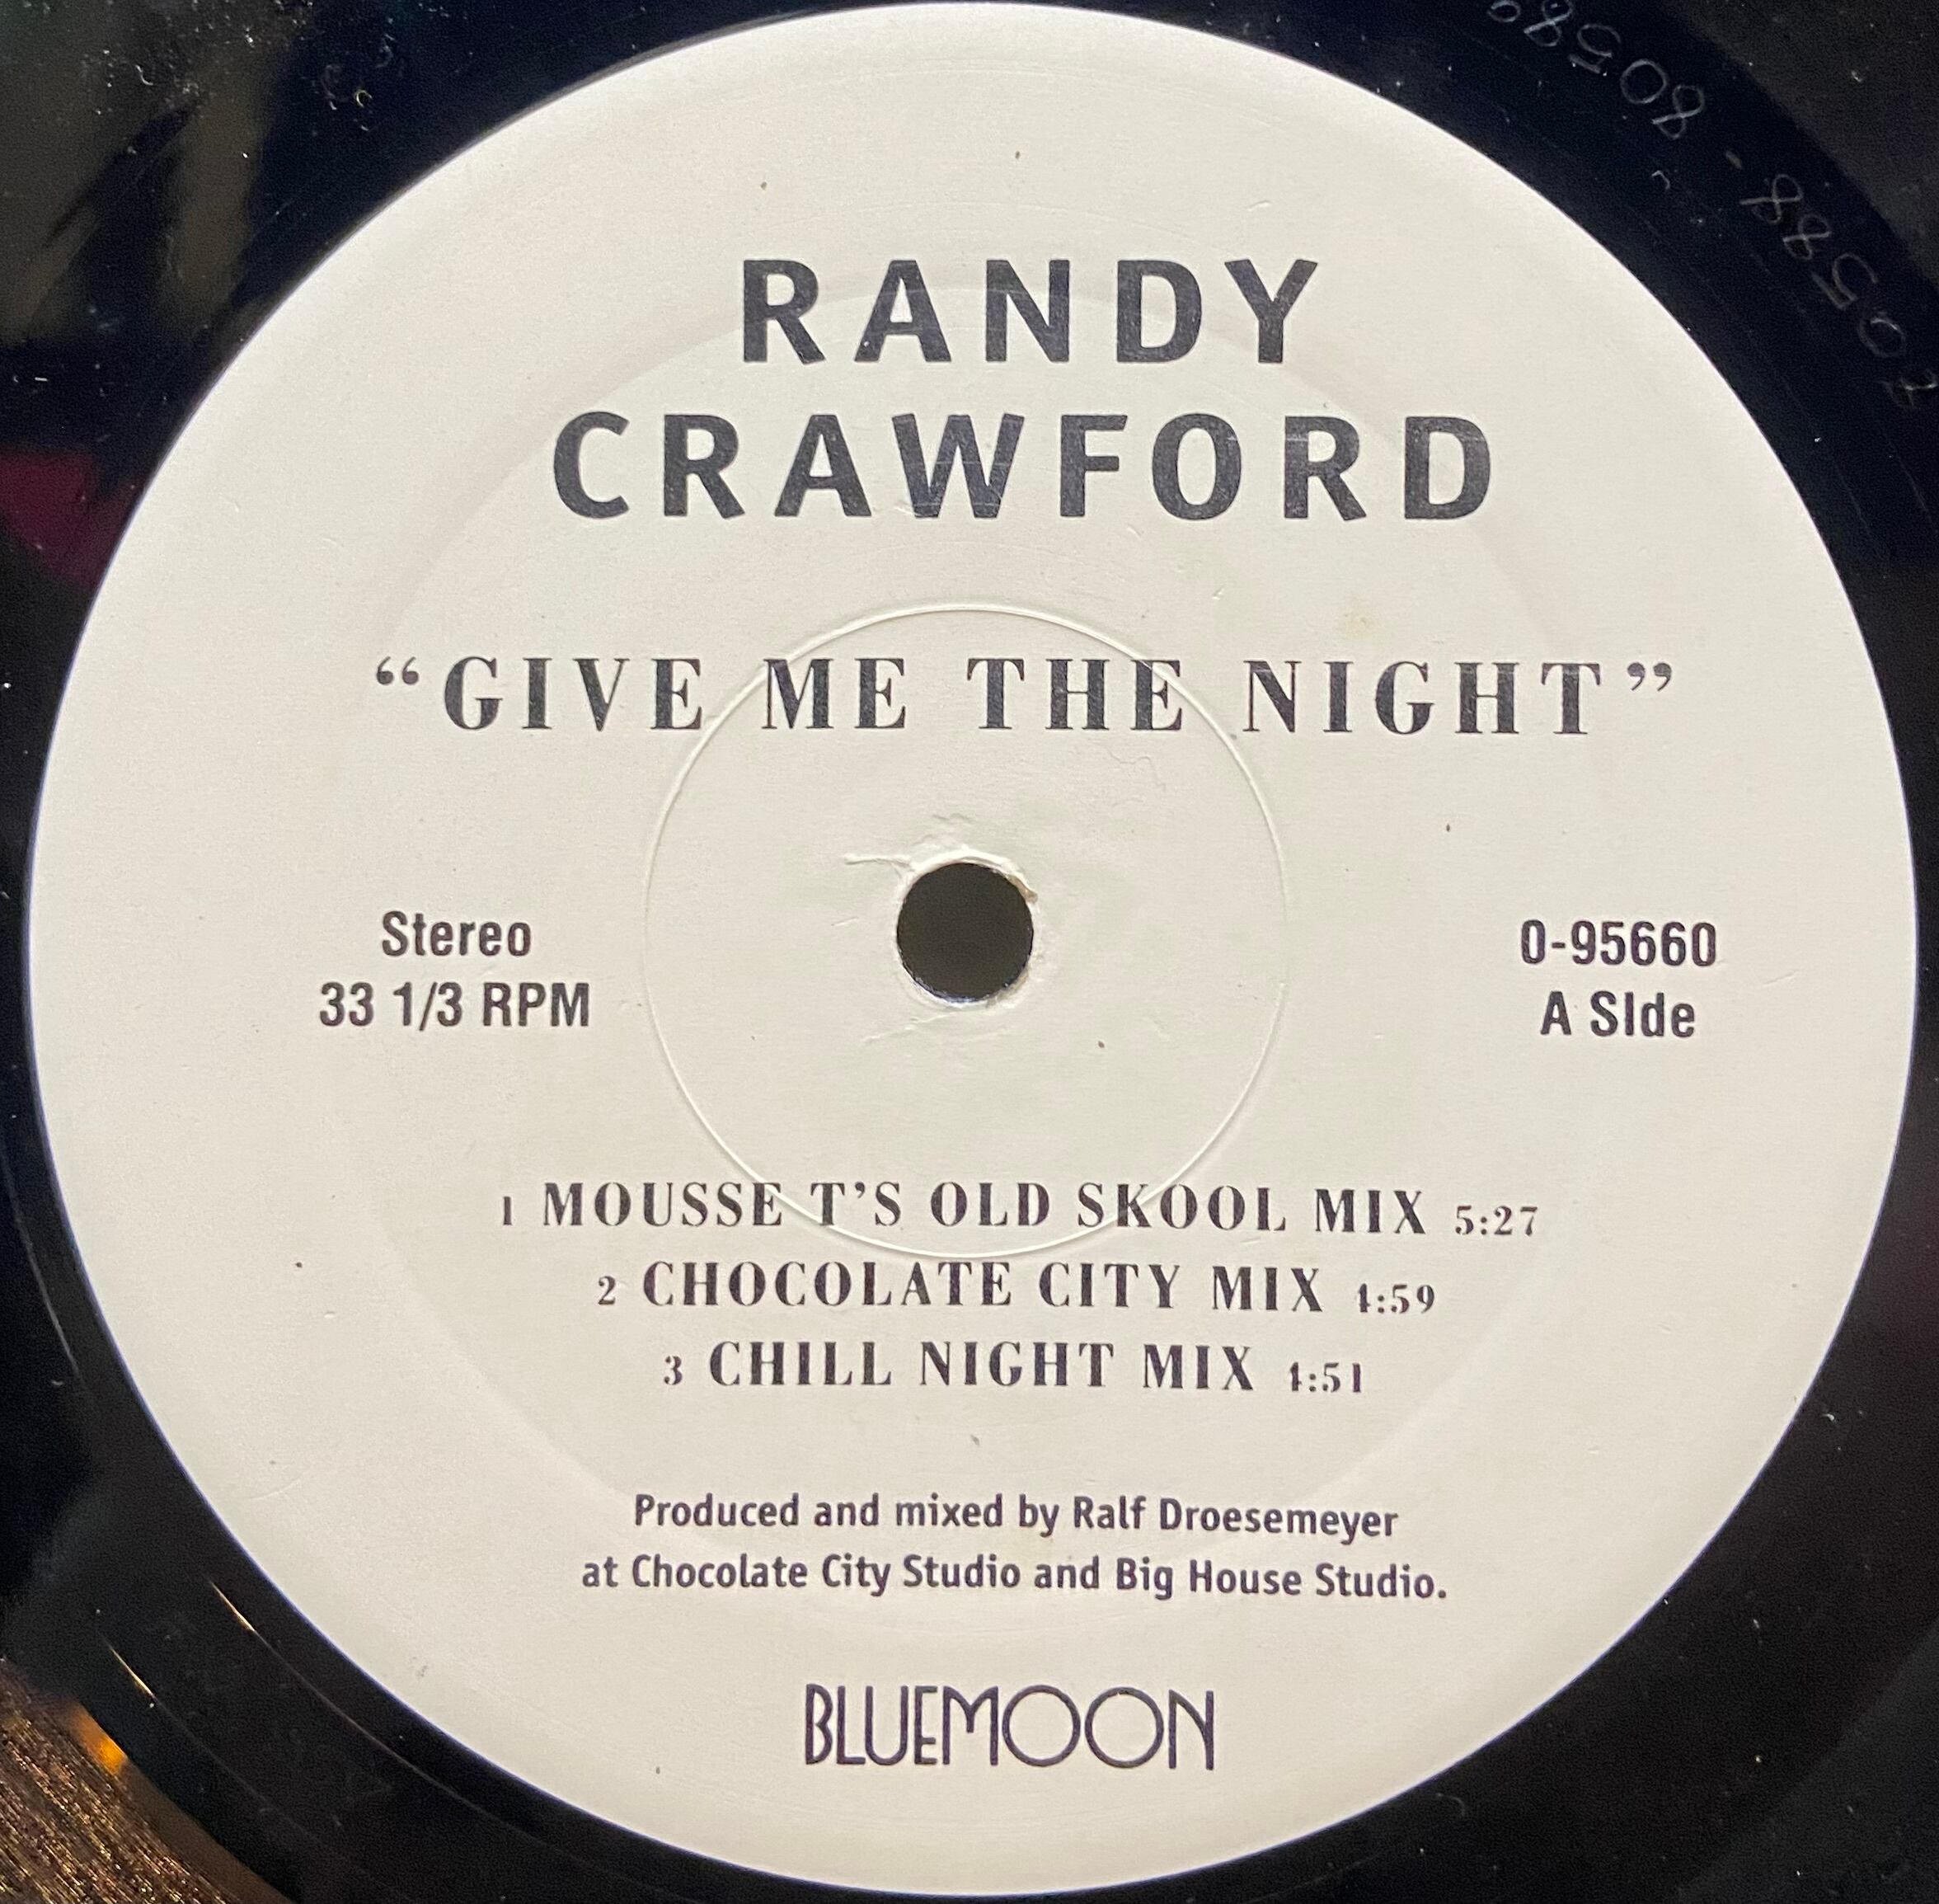 RANDY
CRAWFORD
“GIVE ME THE NIGHT”
Stereo
33 1/3 RPM
0-95660
A SIde
1 MOUSSE T’S OLD SKOOL MIX 5:27
2 CHOCOLATE CITY MIX 4:59
3 CHILL NIGHT MIX 4:51
Produced and mixed by Ralf Droesemeyer
at Chocolate City Studio and Big House Studio.
BLUEMOON